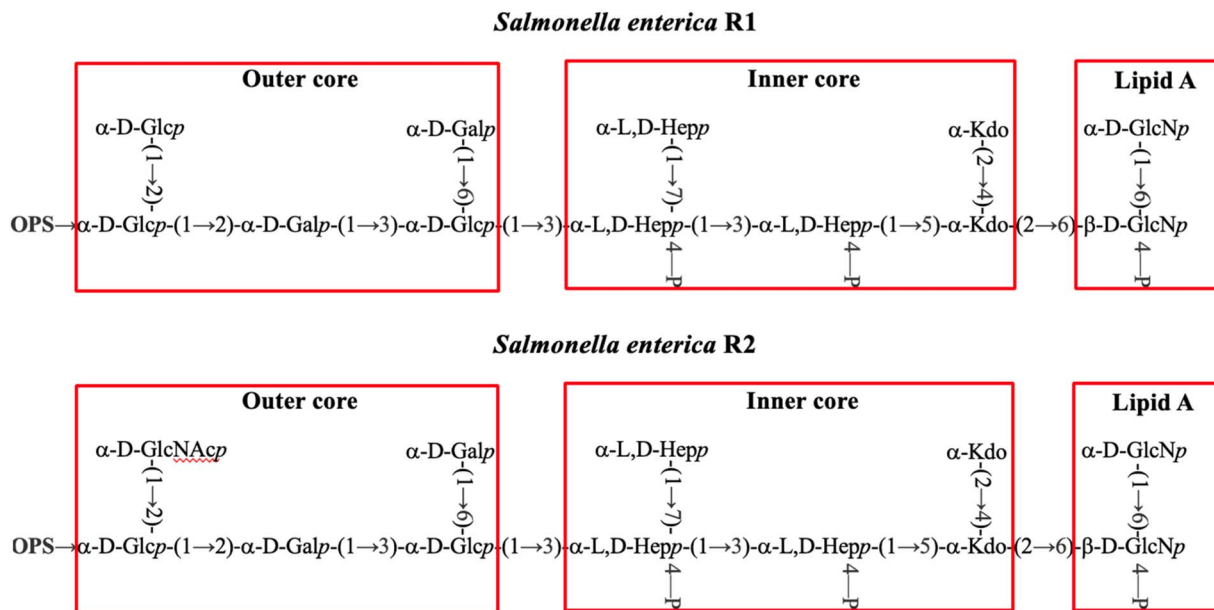 Salmonella enterica R1
Outer core
Inner core
Lipid A
α-D-Glcp
α-D-Galp
α-L,D-Hepp
α-Kdo
α-D-GlcNp
(1→2)-
(1→6)-
(1→7)-
(2→4)-
(1→6)-
OPS→α-D-Glcp-(1→2)-α-D-Galp-(1→3)-α-D-Glcp-(1→3)-α-L,D-Hepp-(1→3)-α-L,D-Hepp-(1→5)-α-Kdo-(2→6)-β-D-GlcNp
4—P
4—P
4—P
Salmonella enterica R2
Outer core
Inner core
Lipid A
α-D-GlcNAcp
α-D-Galp
α-L,D-Hepp
α-Kdo
α-D-GlcNp
(1→2)-
(1→6)-
(1→7)-
(2→4)-
(1→6)-
OPS→α-D-Glcp-(1→2)-α-D-Galp-(1→3)-α-D-Glcp-(1→3)-α-L,D-Hepp-(1→3)-α-L,D-Hepp-(1→5)-α-Kdo-(2→6)-β-D-GlcNp
4—P
4—P
4—P